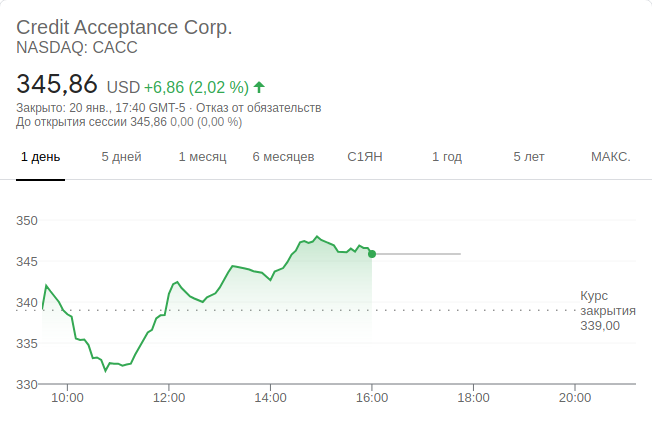 Credit Acceptance Corp.
NASDAQ: CACC
345,86 USD +6,86 (2,02 %)
Закрыто: 20 янв., 17:40 GMT-5 · Отказ от обязательств
До открытия сессии 345,86 0,00 (0,00 %)
1 день 5 дней 1 месяц 6 месяцев С1ЯН 1 год 5 лет МАКС.
350
345
340
335
330
Курс
закрытия
339,00
10:00 12:00 14:00 16:00 18:00 20:00